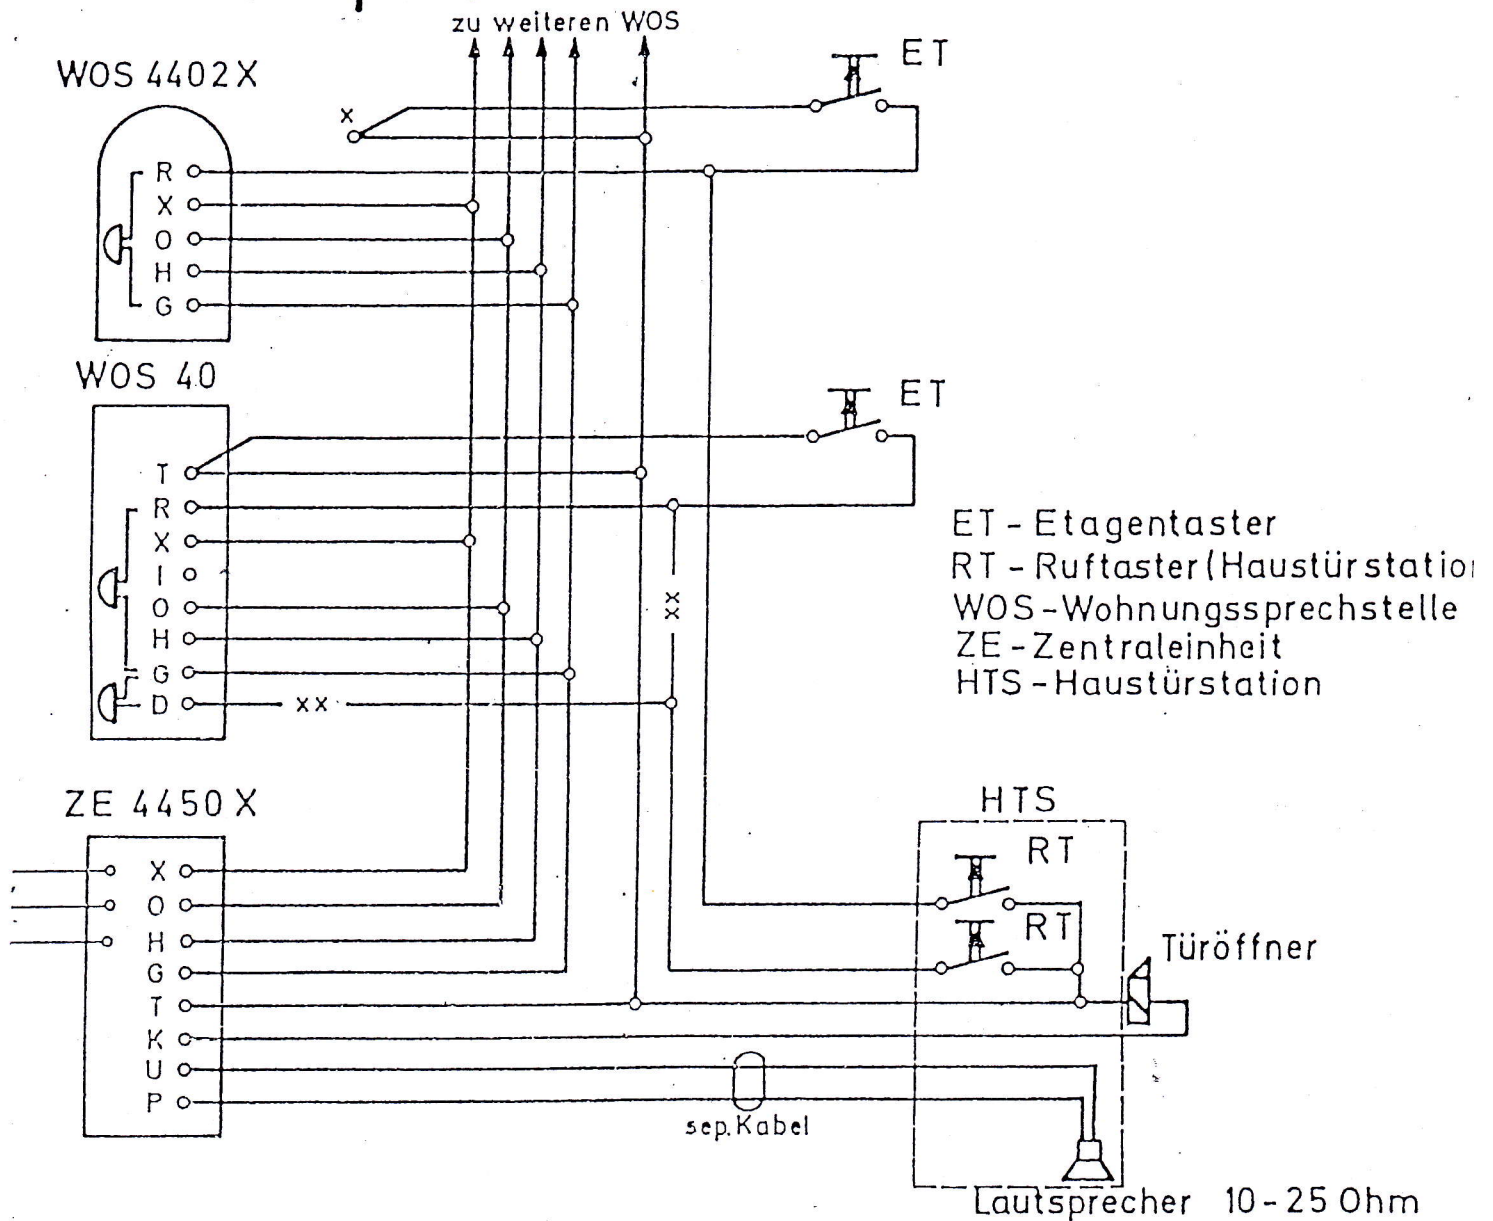 zu weiteren WOS
ET
WOS 4402X
x
R
X
O
H
G
WOS 40
ET
T
R
X
I
O
H
G
D
xx
xx
ET - Etagentaster
RT - Ruftaster (Haustürstatio
WOS - Wohnungssprechstelle
ZE - Zentraleinheit
HTS - Haustürstation
ZE 4450 X
HTS
X
O
H
G
T
K
U
P
RT
RT
Türöffner
sep. Kabel
Lautsprecher 10-25 Ohm